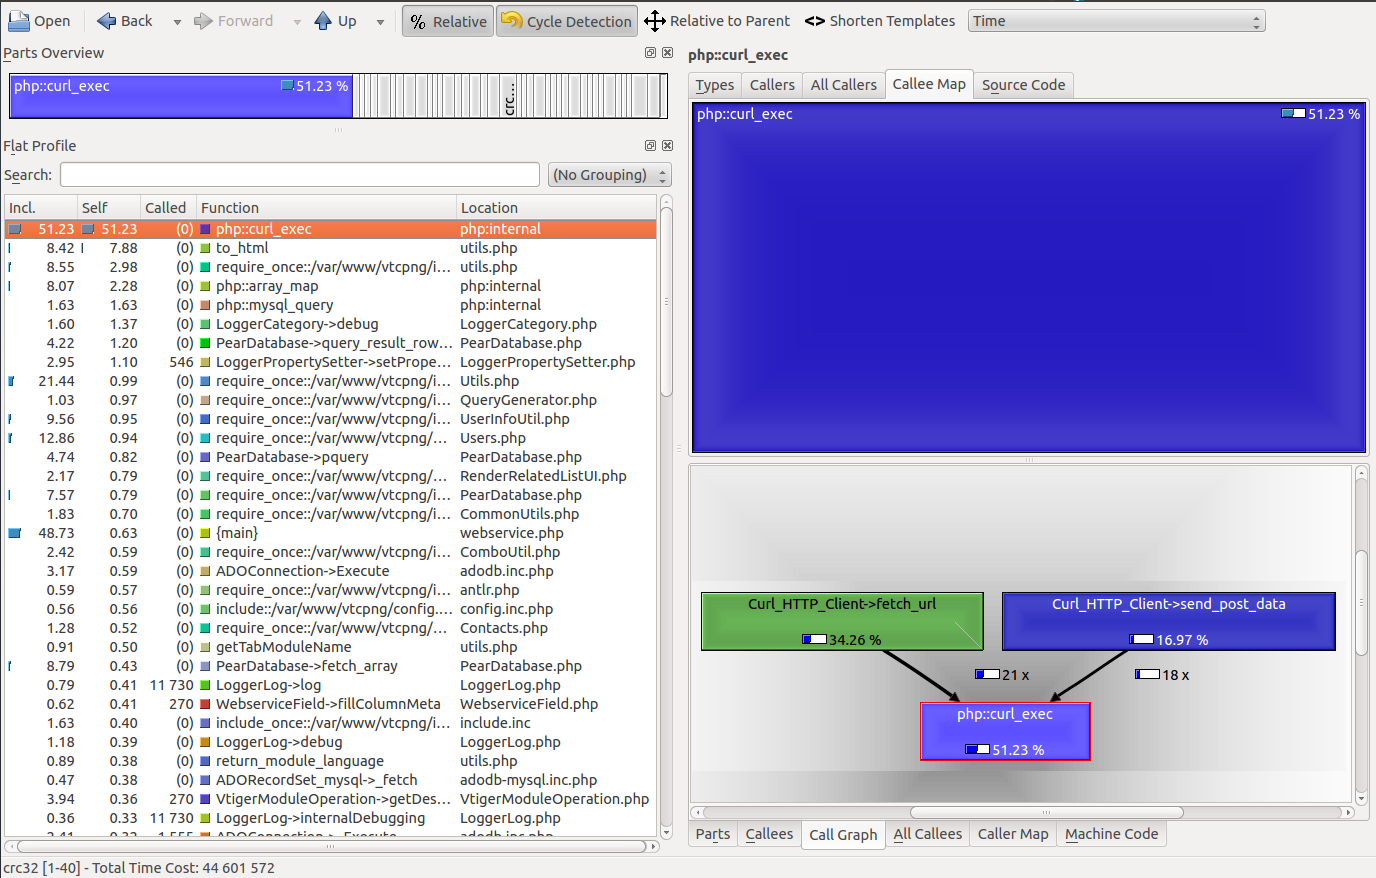 Open Back Forward Up % Relative Cycle Detection Relative to Parent <> Shorten Templates Time
Parts Overview
php::curl_exec 51.23 %
crc...
Flat Profile
Search: (No Grouping)
Incl. Self Called Function Location
51.23 51.23 (0) php::curl_exec php:internal
8.42 7.88 (0) to_html utils.php
8.55 2.98 (0) require_once::/var/www/vtcpng/i... utils.php
8.07 2.28 (0) php::array_map php:internal
1.63 1.63 (0) php::mysql_query php:internal
1.60 1.37 (0) LoggerCategory->debug LoggerCategory.php
4.22 1.20 (0) PearDatabase->query_result_row... PearDatabase.php
2.95 1.10 546 LoggerPropertySetter->setPrope... LoggerPropertySetter.php
21.44 0.99 (0) require_once::/var/www/vtcpng/i... Utils.php
1.03 0.97 (0) require_once::/var/www/vtcpng/i... QueryGenerator.php
9.56 0.95 (0) require_once::/var/www/vtcpng/i... UserInfoUtil.php
12.86 0.94 (0) require_once::/var/www/vtcpng/... Users.php
4.74 0.82 (0) PearDatabase->pquery PearDatabase.php
2.17 0.79 (0) require_once::/var/www/vtcpng/... RenderRelatedListUI.php
7.57 0.79 (0) require_once::/var/www/vtcpng/i... PearDatabase.php
1.83 0.70 (0) require_once::/var/www/vtcpng/i... CommonUtils.php
48.73 0.63 (0) {main} webservice.php
2.42 0.59 (0) require_once::/var/www/vtcpng/i... ComboUtil.php
3.17 0.59 (0) ADOConnection->Execute adodb.inc.php
0.59 0.57 (0) require_once::/var/www/vtcpng/i... antlr.php
0.56 0.56 (0) include::/var/www/vtcpng/config.... config.inc.php
1.28 0.52 (0) require_once::/var/www/vtcpng/... Contacts.php
0.91 0.50 (0) getTabModuleName utils.php
8.79 0.43 (0) PearDatabase->fetch_array PearDatabase.php
0.79 0.41 11 730 LoggerLog->log LoggerLog.php
0.62 0.41 270 WebserviceField->fillColumnMeta WebserviceField.php
1.63 0.40 (0) include_once::/var/www/vtcpng/i... include.inc
1.18 0.39 (0) LoggerLog->debug LoggerLog.php
0.89 0.38 (0) return_module_language utils.php
0.47 0.38 (0) ADORecordSet_mysql->_fetch adodb-mysql.inc.php
3.94 0.36 270 VtigerModuleOperation->getDes... VtigerModuleOperation.php
0.36 0.33 11 730 LoggerLog->internalDebugging LoggerLog.php
2.41 0.32 1 555 ADOConnection->_Execute adodb.inc.php
crc32 [1-40] - Total Time Cost: 44 601 572
php::curl_exec
Types Callers All Callers Callee Map Source Code
php::curl_exec 51.23 %
Curl_HTTP_Client->fetch_url
34.26 %
Curl_HTTP_Client->send_post_data
16.97 %
21 x
18 x
php::curl_exec
51.23 %
Parts Callees Call Graph All Callees Caller Map Machine Code